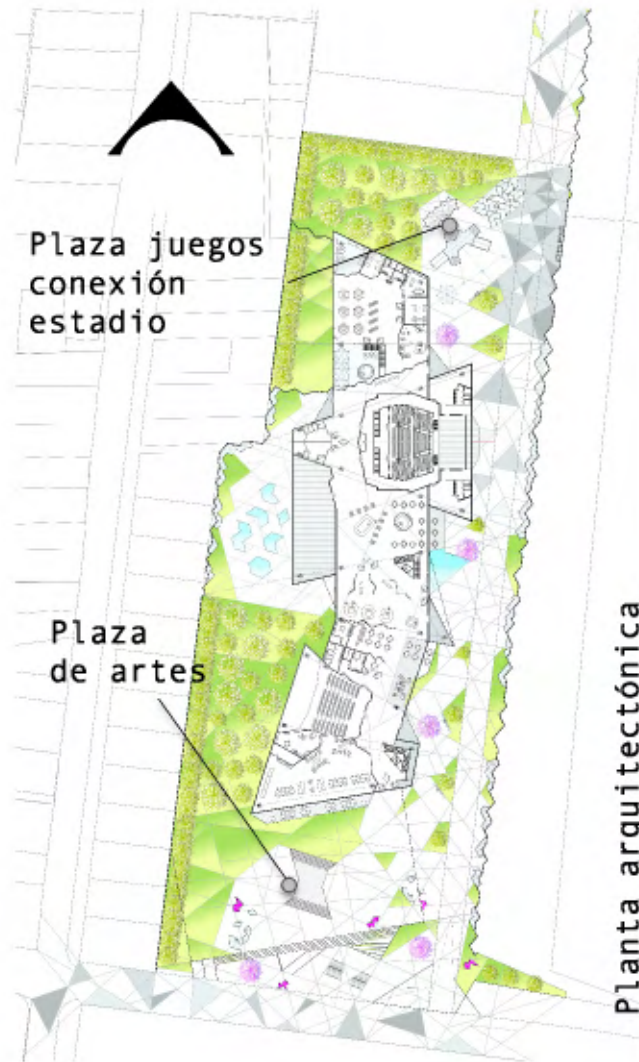 Plaza juegos
conexión
estadio
Plaza
de artes
Planta arquitectónica